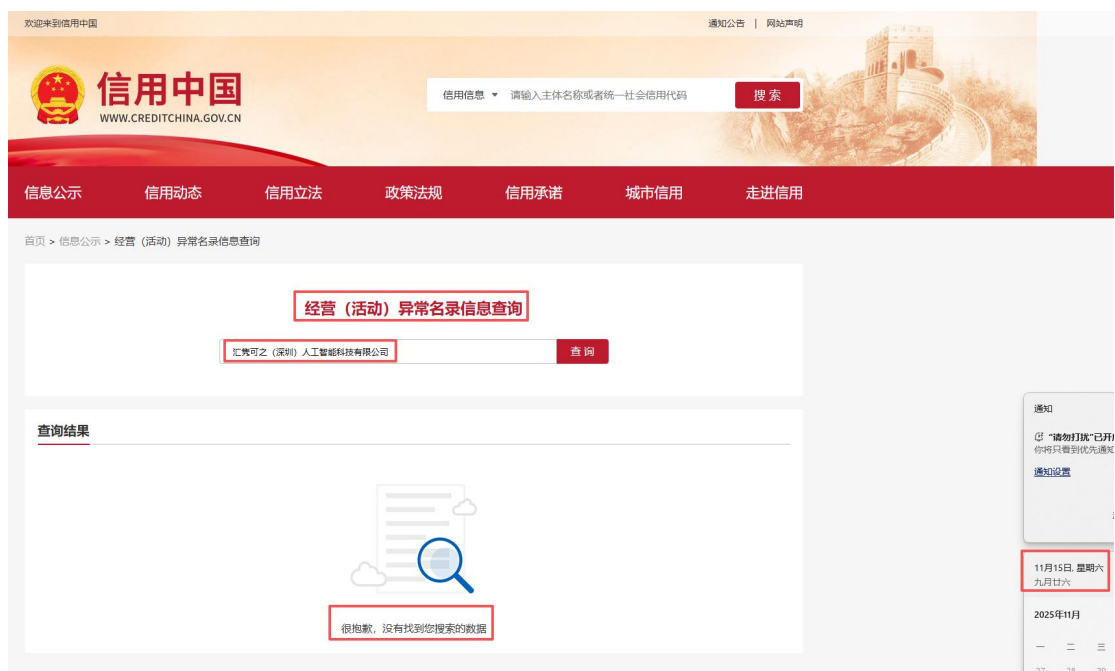 欢迎来到信用中国
通知公告 | 网站声明
信用中国
WWW.CREDITCHINA.GOV.CN
信用信息 请输入主体名称或者统一社会信用代码 搜索
信息公示 信用动态 信用立法 政策法规 信用承诺 城市信用 走进信用
首页 > 信息公示 > 经营（活动）异常名录信息查询
经营（活动）异常名录信息查询
汇隽可之（深圳）人工智能科技有限公司 查询
查询结果
很抱歉，没有找到您搜索的数据
通知
“请勿打扰”已开
你将只看到优先通知
通知设置
11月15日, 星期六
九月廿六
2025年11月
一 二 三
27 28 29